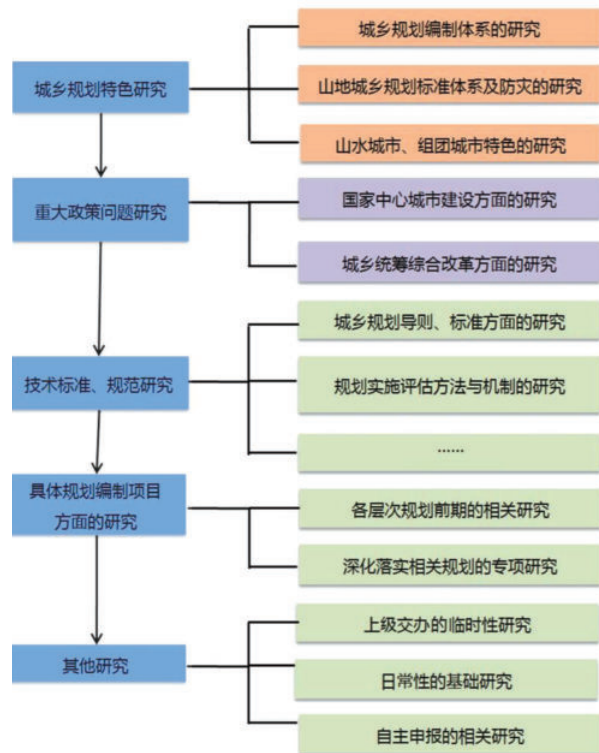 城乡规划特色研究
城乡规划编制体系的研究
山地城乡规划标准体系及防灾的研究
山水城市、组团城市特色的研究
重大政策问题研究
国家中心城市建设方面的研究
城乡统筹综合改革方面的研究
技术标准、规范研究
城乡规划导则、标准方面的研究
规划实施评估方法与机制的研究
……
具体规划编制项目
方面的研究
各层次规划前期的相关研究
深化落实相关规划的专项研究
其他研究
上级交办的临时性研究
日常性的基础研究
自主申报的相关研究